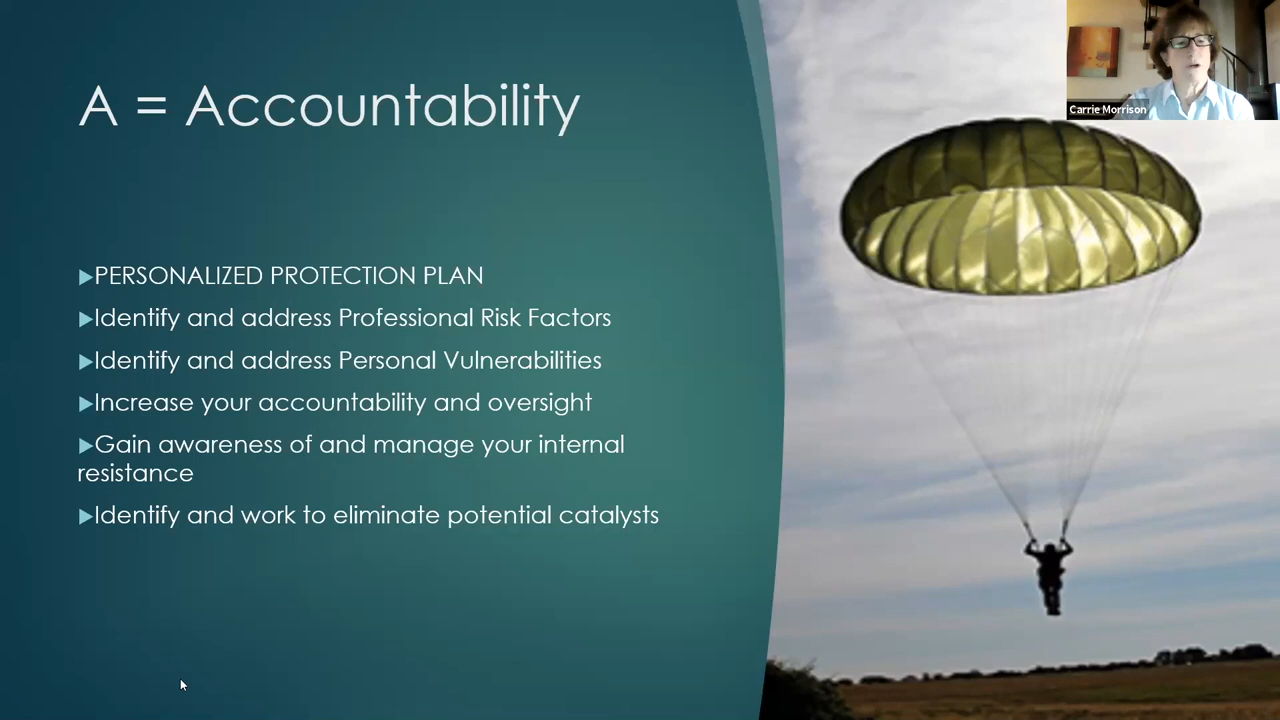 A = Accountability
Carrie Morrison
▶PERSONALIZED PROTECTION PLAN
▶Identify and address Professional Risk Factors
▶Identify and address Personal Vulnerabilities
▶Increase your accountability and oversight
▶Gain awareness of and manage your internal
resistance
▶Identify and work to eliminate potential catalysts